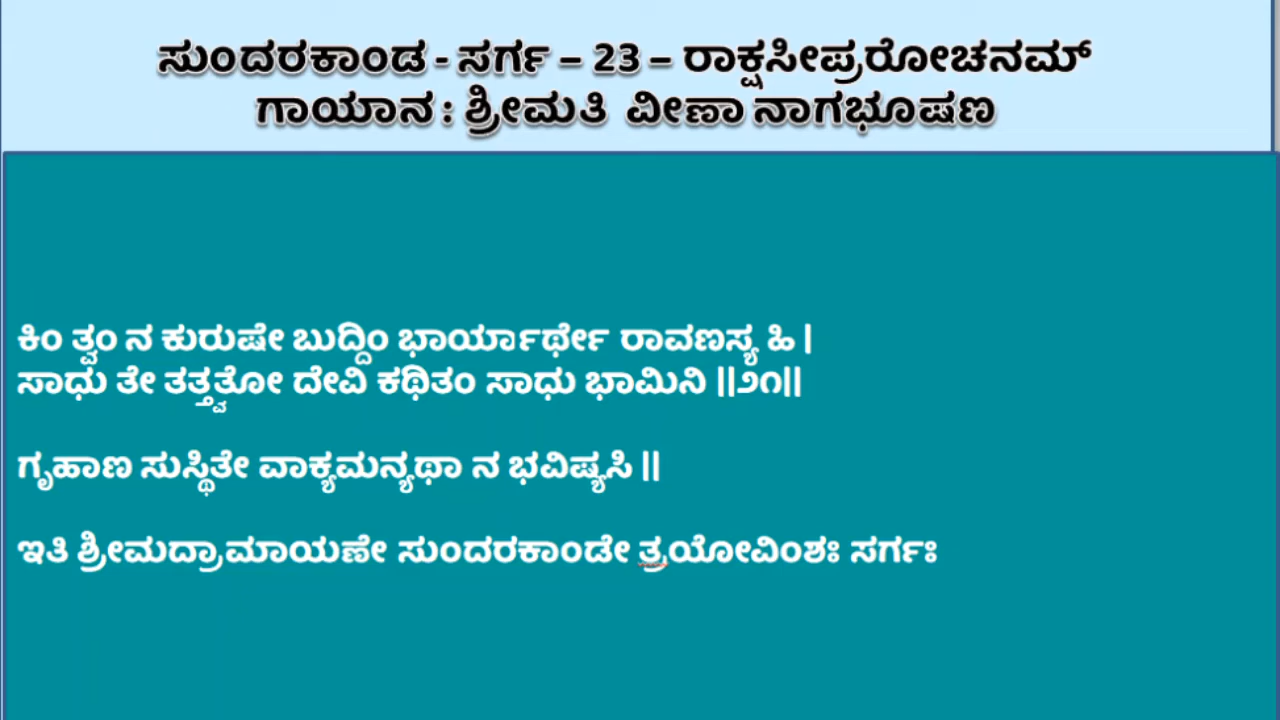 ಸುಂದರಕಾಂಡ - ಸರ್ಗ – 23 – ರಾಕ್ಷಸೀಪ್ರರೋಚನಮ್
ಗಾಯಾನ : ಶ್ರೀಮತಿ ವೀಣಾ ನಾಗಭೂಷಣ
ಕಿಂ ತ್ವಂ ನ ಕುರುಷೇ ಬುದ್ಧಿಂ ಭಾರ್ಯಾರ್ಥೇ ರಾವಣಸ್ಯ ಹಿ |
ಸಾಧು ತೇ ತತ್ತ್ವತೋ ದೇವಿ ಕಥಿತಂ ಸಾಧು ಭಾಮಿನಿ ||೨೧||
ಗೃಹಾಣ ಸುಸ್ಥಿತೇ ವಾಕ್ಯಮನ್ಯಥಾ ನ ಭವಿಷ್ಯಸಿ ||
ಇತಿ ಶ್ರೀಮದ್ರಾಮಾಯಣೇ ಸುಂದರಕಾಂಡೇ ತ್ರಯೋವಿಂಶಃ ಸರ್ಗಃ